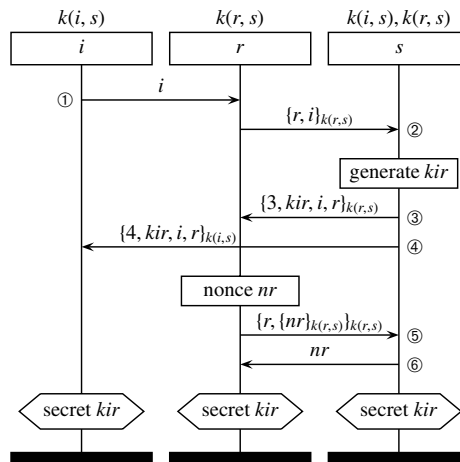 k(i, s) k(r, s) k(i, s), k(r, s)
i r s
① i
{r, i}k(r,s) ②
generate kir
{3, kir, i, r}k(r,s) ③
{4, kir, i, r}k(i,s) ④
nonce nr
{r, {nr}k(r,s)}k(r,s) ⑤
nr ⑥
secret kir secret kir secret kir